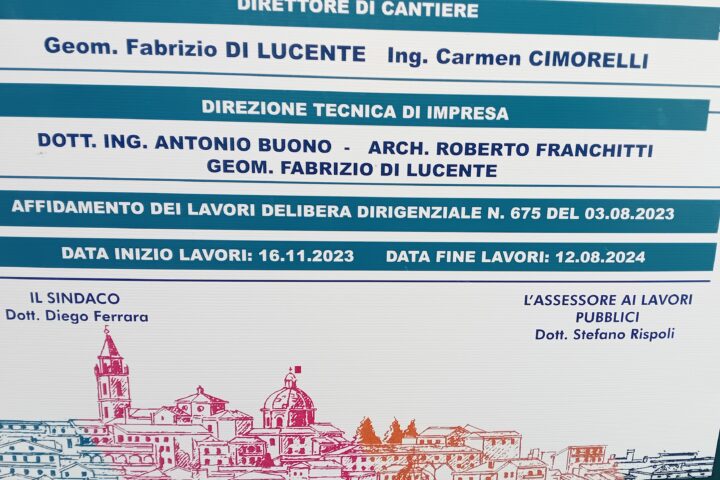 DIRETTORE DI CANTIERE
Geom. Fabrizio DI LUCENTE Ing. Carmen CIMORELLI
DIREZIONE TECNICA DI IMPRESA
DOTT. ING. ANTONIO BUONO - ARCH. ROBERTO FRANCHITTI
GEOM. FABRIZIO DI LUCENTE
AFFIDAMENTO DEI LAVORI DELIBERA DIRIGENZIALE N. 675 DEL 03.08.2023
DATA INIZIO LAVORI: 16.11.2023 DATA FINE LAVORI: 12.08.2024
IL SINDACO
Dott. Diego Ferrara
L'ASSESSORE AI LAVORI
PUBBLICI
Dott. Stefano Rispoli